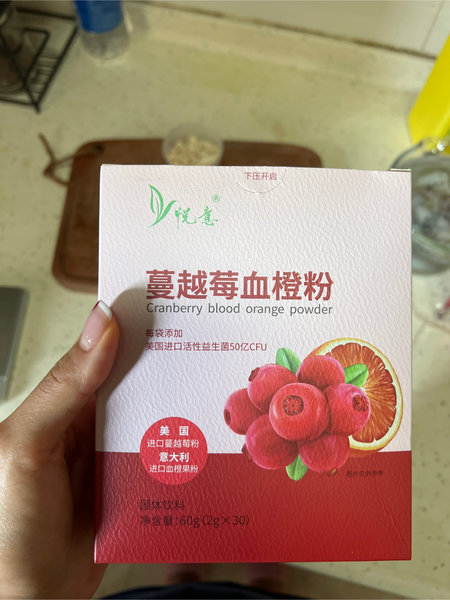 下压开启
悦意®
蔓越莓血橙粉
Cranberry blood orange powder
每袋添加
美国进口活性益生菌50亿CFU
美国
进口蔓越莓粉
意大利
进口血橙果粉
图片仅供参考
固体饮料
净含量:60g(2g×30)